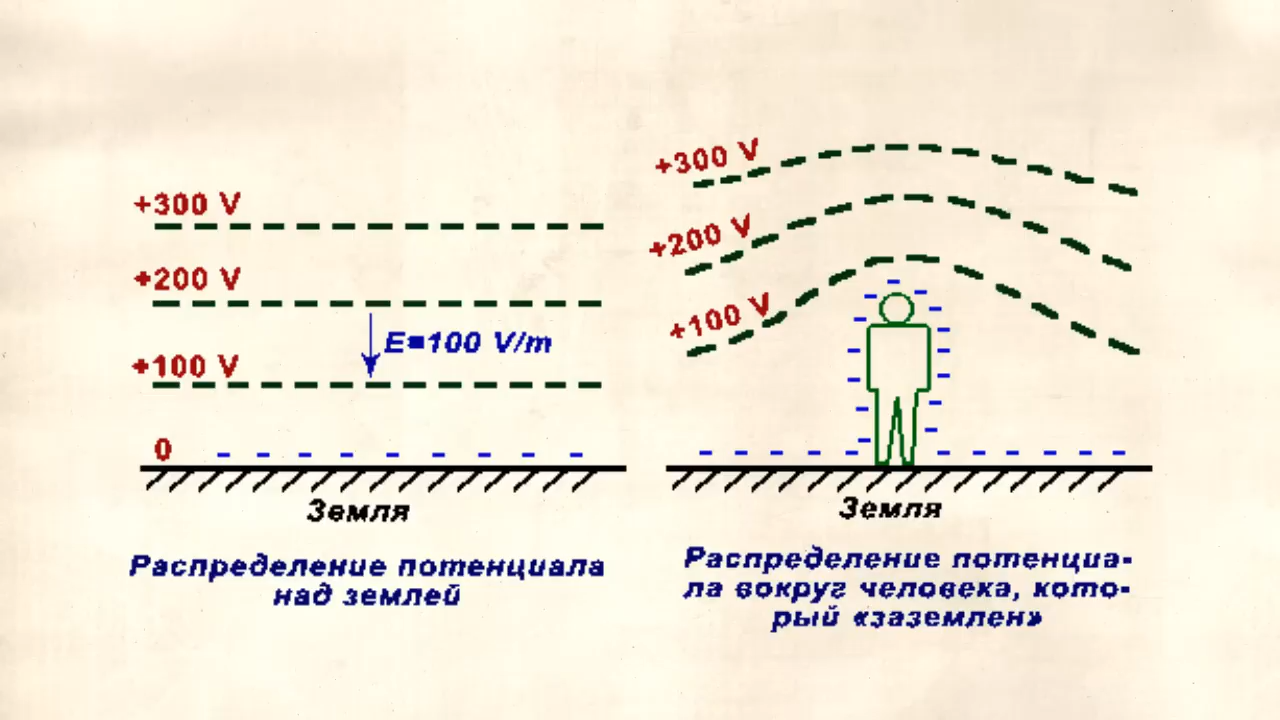 +300 V
+200 V
E=100 V/m
+100 V
0
Земля
Распределение потенциала
над землей
+300 V
+200 V
+100 V
Земля
Распределение потенциа-
ла вокруг человека, кото-
рый «заземлен»